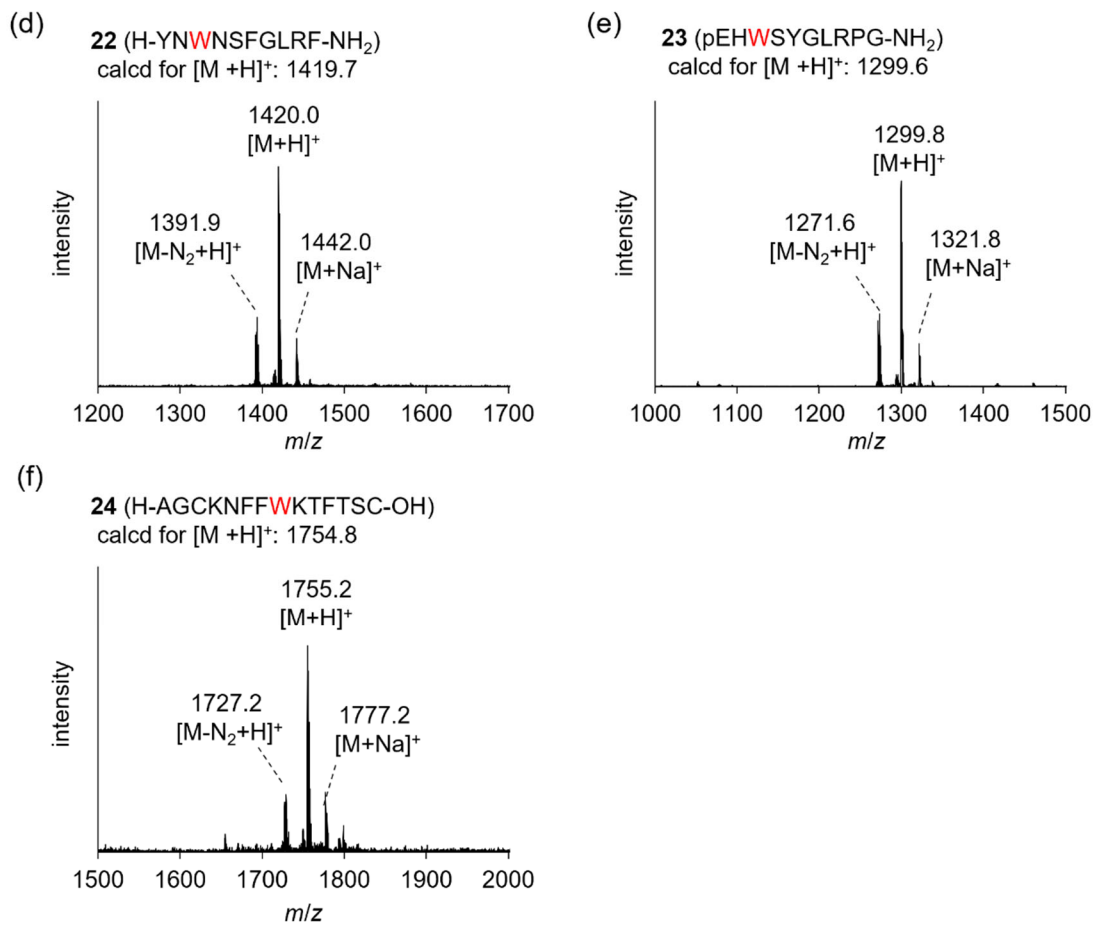 (d)
22 (H-YNWNSFGLRF-NH₂)
calcd for [M +H]⁺: 1419.7
1420.0
[M+H]⁺
1391.9
[M-N₂+H]⁺
1442.0
[M+Na]⁺
intensity
1200 1300 1400 1500 1600 1700
m/z
(e)
23 (pEHWSYGLRPG-NH₂)
calcd for [M +H]⁺: 1299.6
1299.8
[M+H]⁺
1271.6
[M-N₂+H]⁺
1321.8
[M+Na]⁺
intensity
1000 1100 1200 1300 1400 1500
m/z
(f)
24 (H-AGCKNFFWKTFTSC-OH)
calcd for [M +H]⁺: 1754.8
1755.2
[M+H]⁺
1727.2
[M-N₂+H]⁺
1777.2
[M+Na]⁺
intensity
1500 1600 1700 1800 1900 2000
m/z